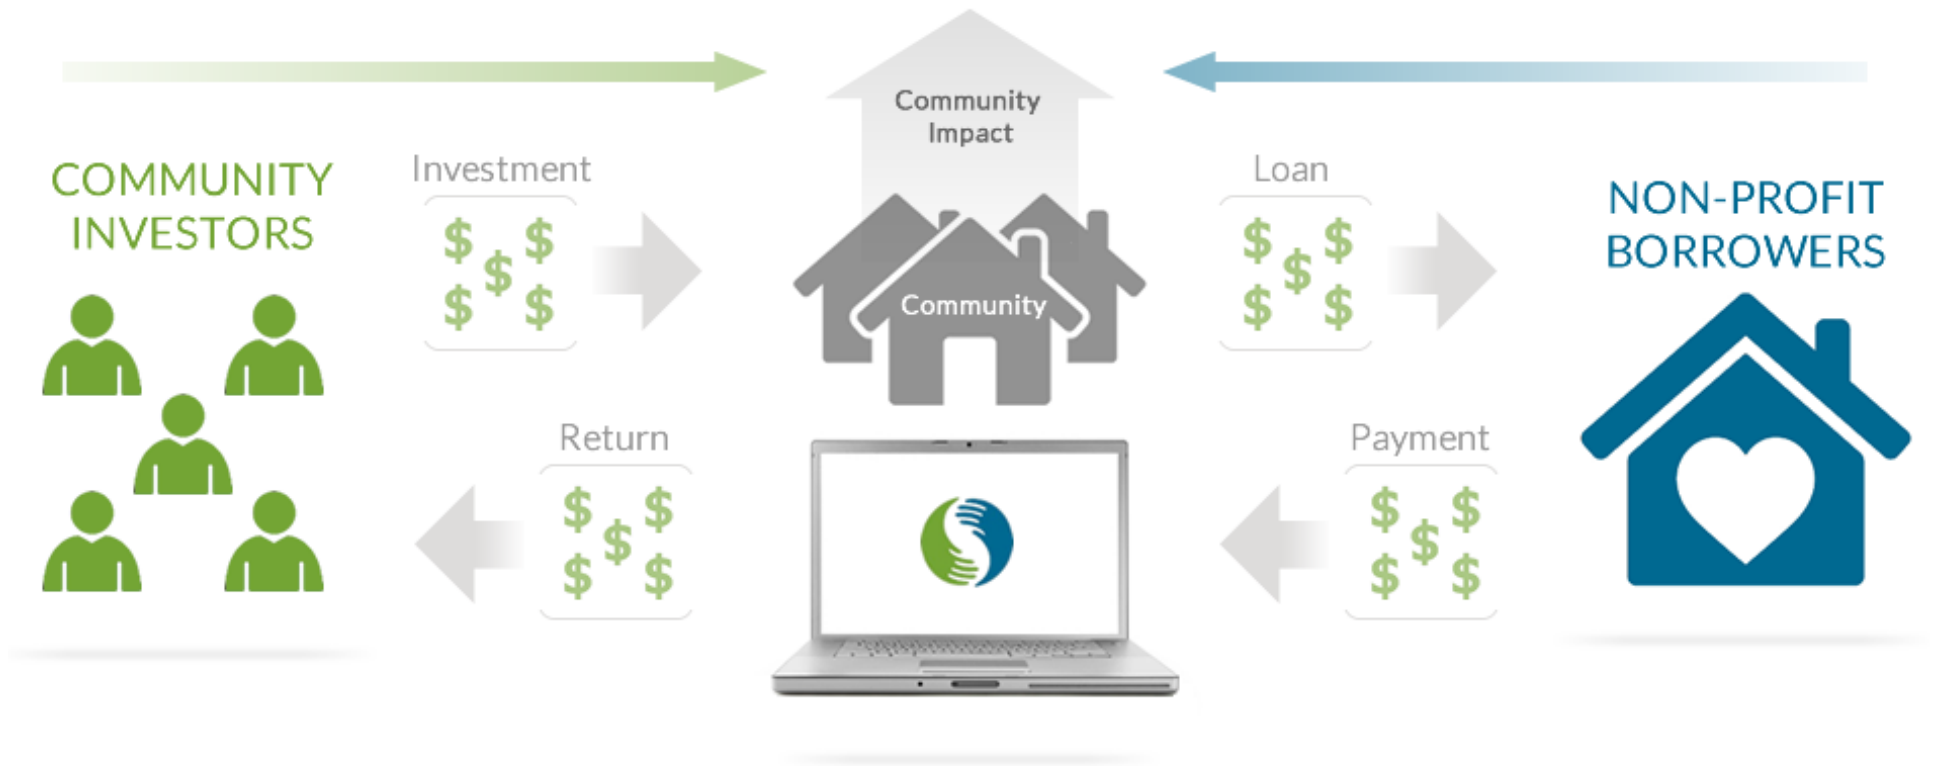 Community
Impact
COMMUNITY
INVESTORS
Investment
$ $ $ $ $
Community
Loan
$ $ $ $ $
NON-PROFIT
BORROWERS
Return
$ $ $ $ $
Payment
$ $ $ $ $